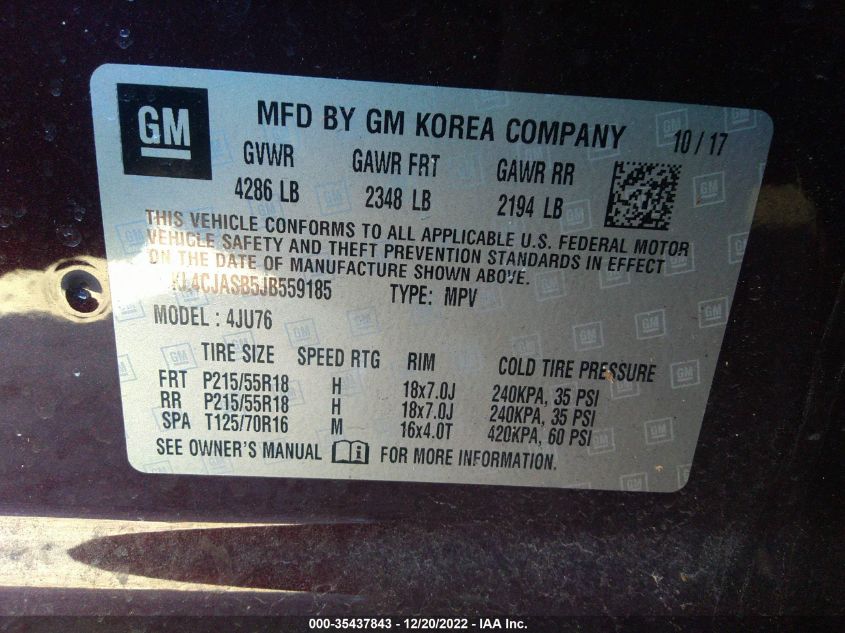 GM MFD BY GM KOREA COMPANY 10 / 17
GVWR GAWR FRT GAWR RR
4286 LB 2348 LB 2194 LB
THIS VEHICLE CONFORMS TO ALL APPLICABLE U.S. FEDERAL MOTOR
VEHICLE SAFETY AND THEFT PREVENTION STANDARDS IN EFFECT
ON THE DATE OF MANUFACTURE SHOWN ABOVE.
KL4CJASB5JB559185 TYPE: MPV
MODEL : 4JU76
TIRE SIZE SPEED RTG RIM COLD TIRE PRESSURE
FRT P215/55R18 H 18x7.0J 240KPA, 35 PSI
RR P215/55R18 H 18x7.0J 240KPA, 35 PSI
SPA T125/70R16 M 16x4.0T 420KPA, 60 PSI
SEE OWNER'S MANUAL i FOR MORE INFORMATION.
000-35437843 - 12/20/2022 - IAA Inc.